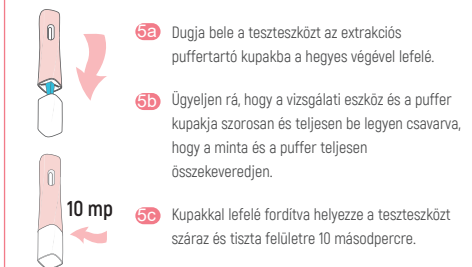 5a Dugja bele a teszteszközt az extrakciós
puffertartó kupakba a hegyes végével lefelé.
5b Ügyeljen rá, hogy a vizsgálati eszköz és a puffer
kupakja szorosan és teljesen be legyen csavarva,
hogy a minta és a puffer teljesen
összekeveredjen.
10 mp
5c Kupakkal lefelé fordítva helyezze a teszteszközt
száraz és tiszta felületre 10 másodpercre.